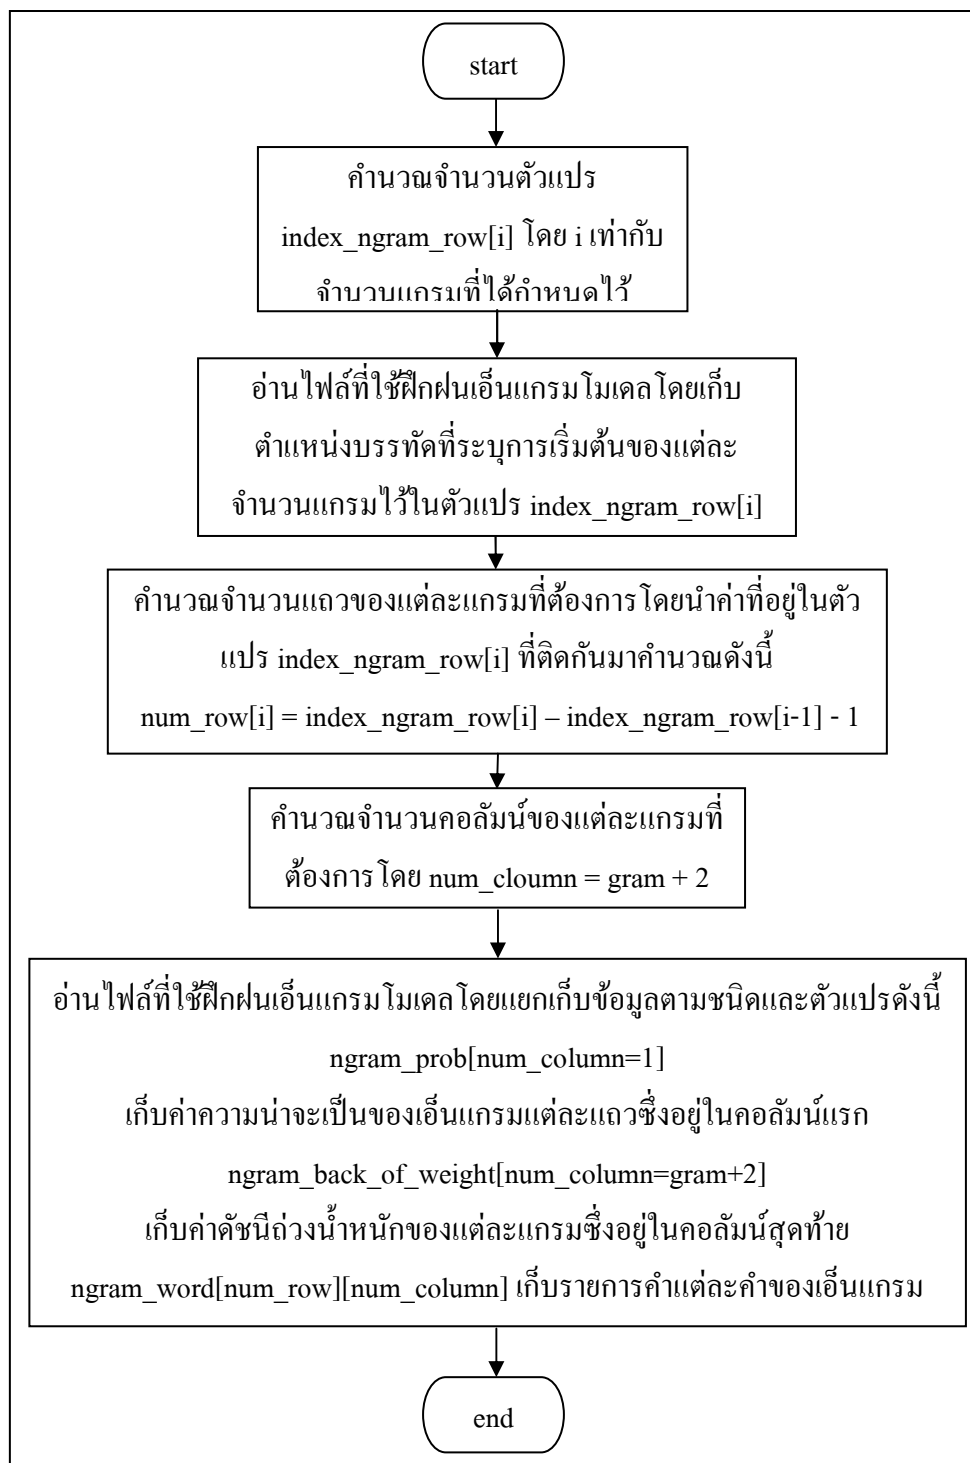 start
คำนวณจำนวนตัวแปร
index_ngram_row[i] โดย i เท่ากับ
จำนวนแกรมที่ได้กำหนดไว้
อ่านไฟล์ที่ใช้ฝึกฝนเอ็นแกรมโมเดลโดยเก็บ
ตำแหน่งบรรทัดที่ระบุการเริ่มต้นของแต่ละ
จำนวนแกรมไว้ในตัวแปร index_ngram_row[i]
คำนวณจำนวนแถวของแต่ละแกรมที่ต้องการโดยนำค่าที่อยู่ในตัว
แปร index_ngram_row[i] ที่ติดกันมาคำนวณดังนี้
num_row[i] = index_ngram_row[i] – index_ngram_row[i-1] - 1
คำนวณจำนวนคอลัมน์ของแต่ละแกรมที่
ต้องการ โดย num_cloumn = gram + 2
อ่านไฟล์ที่ใช้ฝึกฝนเอ็นแกรมโมเดลโดยแยกเก็บข้อมูลตามชนิดและตัวแปรดังนี้
ngram_prob[num_column=1]
เก็บค่าความน่าจะเป็นของเอ็นแกรมแต่ละแถวซึ่งอยู่ในคอลัมน์แรก
ngram_back_of_weight[num_column=gram+2]
เก็บค่าดัชนีถ่วงน้ำหนักของแต่ละแกรมซึ่งอยู่ในคอลัมน์สุดท้าย
ngram_word[num_row][num_column] เก็บรายการคำแต่ละคำของเอ็นแกรม
end